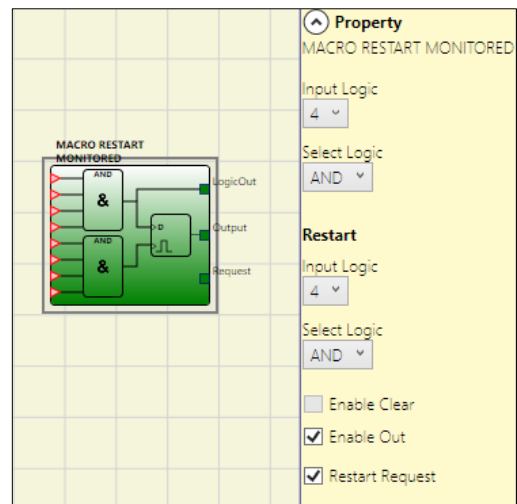 MACRO RESTART
MONITORED
AND
&
LogicOut
D
Output
AND
&
Request
Property
MACRO RESTART MONITORED
Input Logic
4
Select Logic
AND
Restart
Input Logic
4
Select Logic
AND
Enable Clear
Enable Out
Restart Request